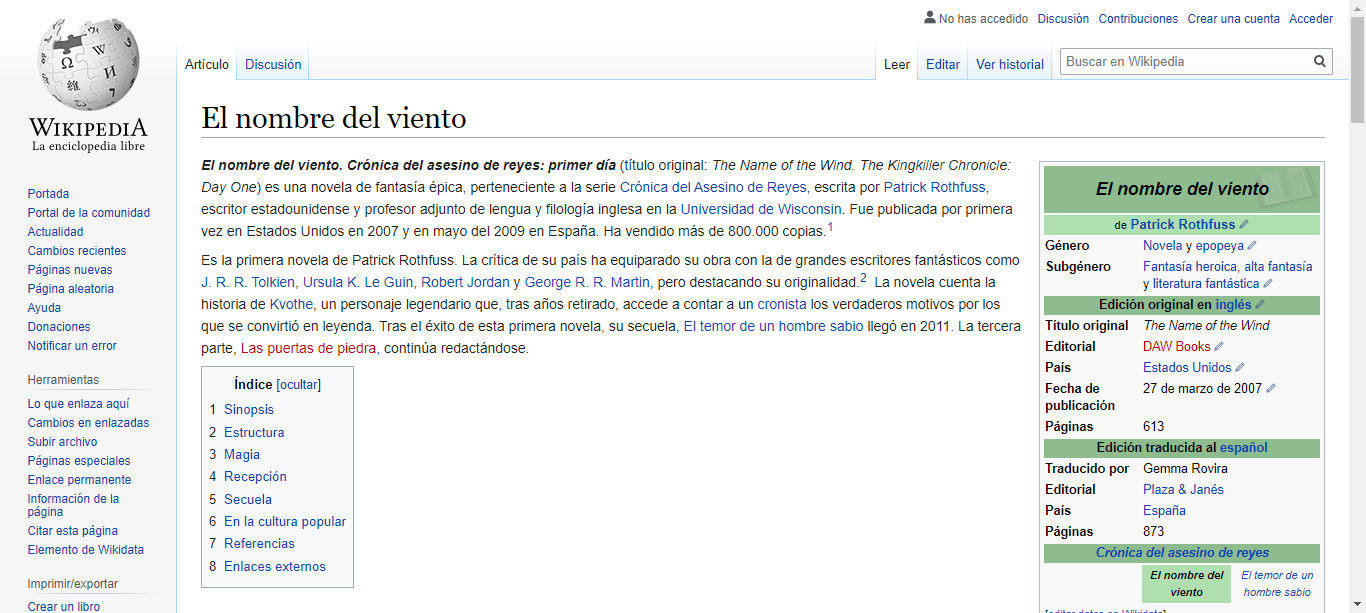 No has accedido Discusión Contribuciones Crear una cuenta Acceder
Artículo Discusión Leer Editar Ver historial Buscar en Wikipedia
WIKIPEDIA
La enciclopedia libre
Portada
Portal de la comunidad
Actualidad
Cambios recientes
Páginas nuevas
Página aleatoria
Ayuda
Donaciones
Notificar un error
Herramientas
Lo que enlaza aquí
Cambios en enlazadas
Subir archivo
Páginas especiales
Enlace permanente
Información de la
página
Citar esta página
Elemento de Wikidata
Imprimir/exportar
Crear un libro
El nombre del viento
El nombre del viento. Crónica del asesino de reyes: primer día (título original: The Name of the Wind. The Kingkiller Chronicle:
Day One) es una novela de fantasía épica, perteneciente a la serie Crónica del Asesino de Reyes, escrita por Patrick Rothfuss,
escritor estadounidense y profesor adjunto de lengua y filología inglesa en la Universidad de Wisconsin. Fue publicada por primera
vez en Estados Unidos en 2007 y en mayo del 2009 en España. Ha vendido más de 800.000 copias.1
Es la primera novela de Patrick Rothfuss. La crítica de su país ha equiparado su obra con la de grandes escritores fantásticos como
J. R. R. Tolkien, Ursula K. Le Guin, Robert Jordan y George R. R. Martin, pero destacando su originalidad.2 La novela cuenta la
historia de Kvothe, un personaje legendario que, tras años retirado, accede a contar a un cronista los verdaderos motivos por los
que se convirtió en leyenda. Tras el éxito de esta primera novela, su secuela, El temor de un hombre sabio llegó en 2011. La tercera
parte, Las puertas de piedra, continúa redactándose.
Índice [ocultar]
1 Sinopsis
2 Estructura
3 Magia
4 Recepción
5 Secuela
6 En la cultura popular
7 Referencias
8 Enlaces externos
El nombre del viento
de Patrick Rothfuss
Género Novela y epopeya
Subgénero Fantasía heroica, alta fantasía
y literatura fantástica
Edición original en inglés
Título original The Name of the Wind
Editorial DAW Books
País Estados Unidos
Fecha de 27 de marzo de 2007
publicación
Páginas 613
Edición traducida al español
Traducido por Gemma Rovira
Editorial Plaza & Janés
País España
Páginas 873
Crónica del asesino de reyes
El nombre del El temor de un
viento hombre sabio
[editar datos en Wikidata]